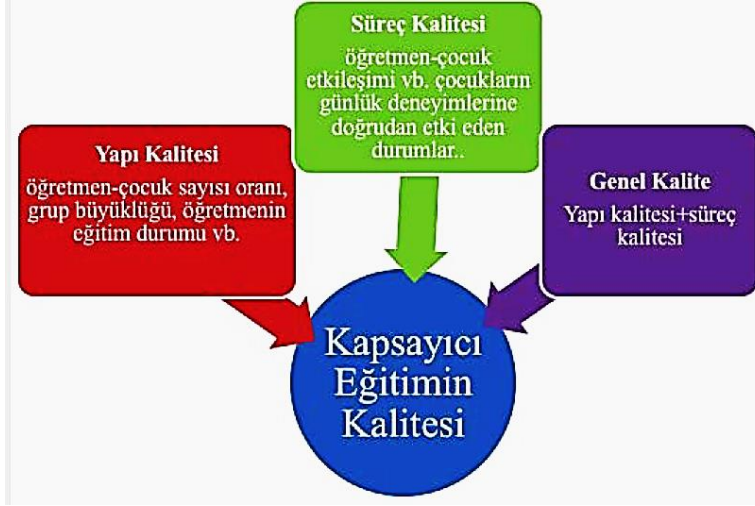 Süreç Kalitesi
öğretmen-çocuk
etkileşimi vb. çocukların
günlük deneyimlerine
doğrudan etki eden
durumlar..
Yapı Kalitesi
öğretmen-çocuk sayısı oranı,
grup büyüklüğü, öğretmenin
eğitim durumu vb.
Genel Kalite
Yapı kalitesi+süreç
kalitesi
Kapsayıcı
Eğitimin
Kalitesi